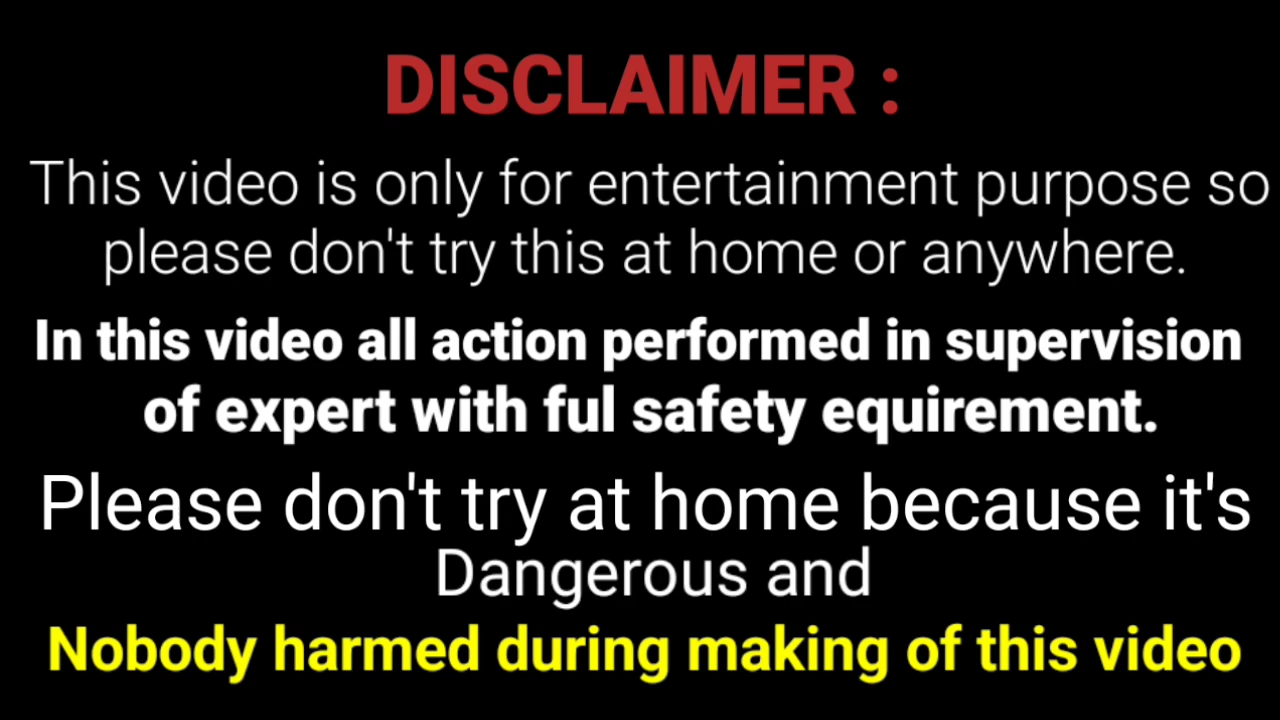 DISCLAIMER :
This video is only for entertainment purpose so
please don't try this at home or anywhere.
In this video all action performed in supervision
of expert with ful safety equirement.
Please don't try at home because it's
Dangerous and
Nobody harmed during making of this video